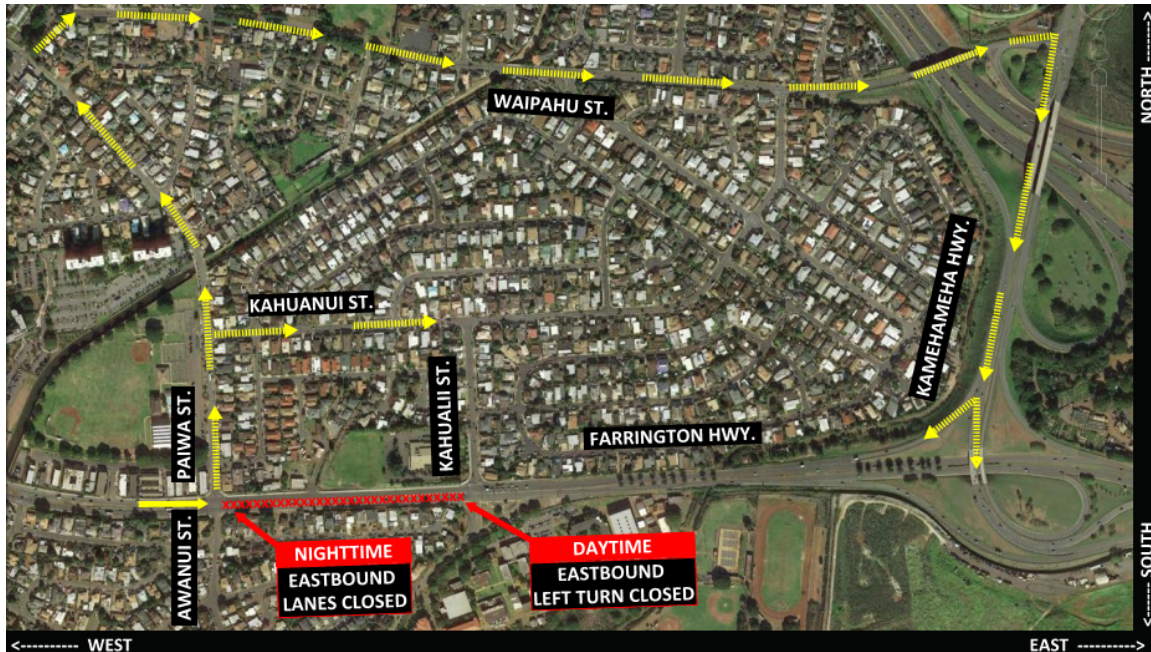 WAIPAHU ST.
NORTH ---------->
KAHUANUI ST.
KAMEHAMEHA HWY.
KAHUALII ST.
FARRINGTON HWY.
PAIWA ST.
AWANUI ST.
XXXXXXXXXXXXXXXXXXXXXXXXXXXX
NIGHTTIME
EASTBOUND
LANES CLOSED
DAYTIME
EASTBOUND
LEFT TURN CLOSED
<----- SOUTH
<---------- WEST
EAST ---------->